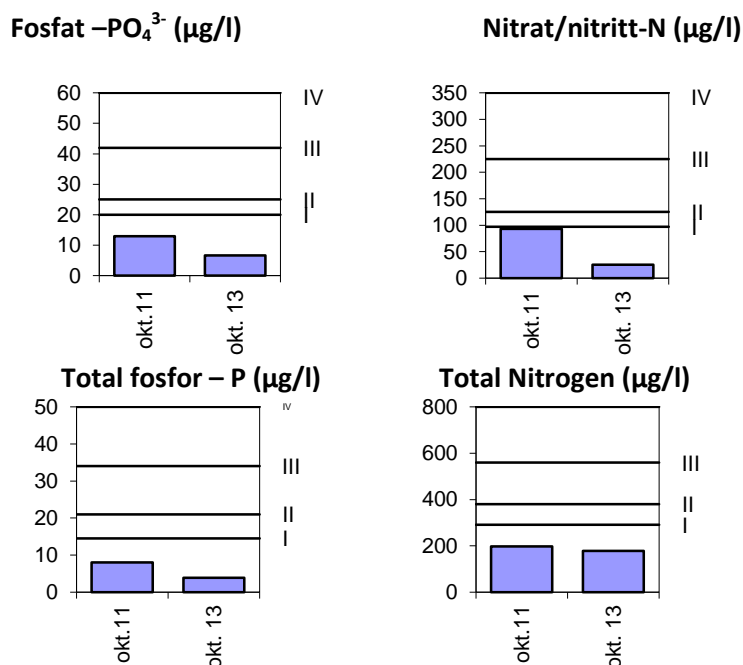 Fosfat –PO₄³⁻ (µg/l)
60
50
40
30
20
10
0
IV
III
II
I
okt.11
okt. 13
Nitrat/nitritt-N (µg/l)
350
300
250
200
150
100
50
0
IV
III
II
I
okt.11
okt. 13
Total fosfor – P (µg/l)
50
40
30
20
10
0
IV
III
II
I
okt.11
okt. 13
Total Nitrogen (µg/l)
800
600
400
200
0
III
II
I
okt.11
okt. 13